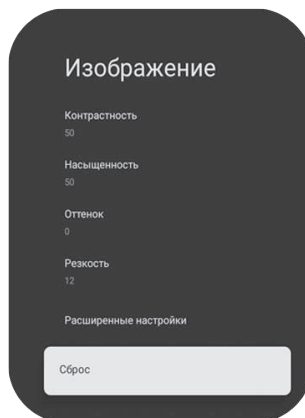 Изображение
Контрастность
50
Насыщенность
50
Оттенок
0
Резкость
12
Расширенные настройки
Сброс